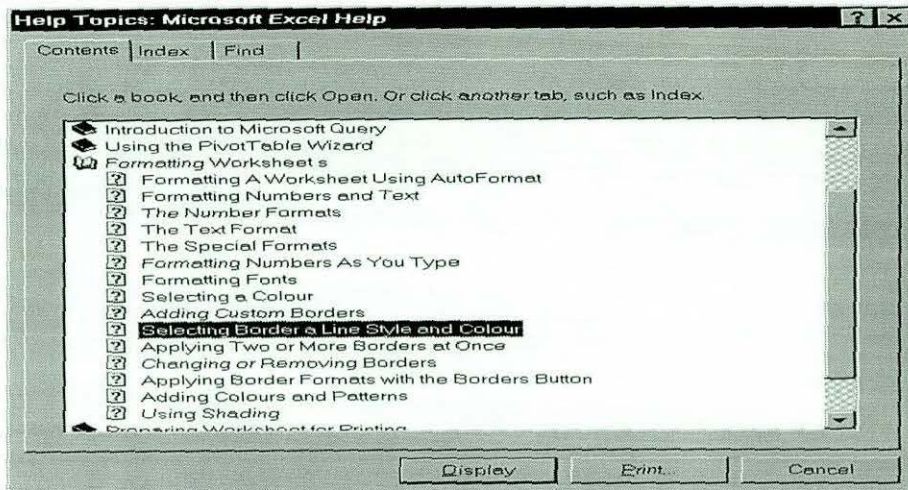 Help Topics: Microsoft Excel Help
Contents Index Find
Click a book, and then click Open. Or click another tab, such as Index.
Introduction to Microsoft Query
Using the PivotTable Wizard
Formatting Worksheet s
Formatting A Worksheet Using AutoFormat
Formatting Numbers and Text
The Number Formats
The Text Format
The Special Formats
Formatting Numbers As You Type
Formatting Fonts
Selecting a Colour
Adding Custom Borders
Selecting Border a Line Style and Colour
Applying Two or More Borders at Once
Changing or Removing Borders
Applying Border Formats with the Borders Button
Adding Colours and Patterns
Using Shading
Preparing Worksheet for Printing
Display Print... Cancel